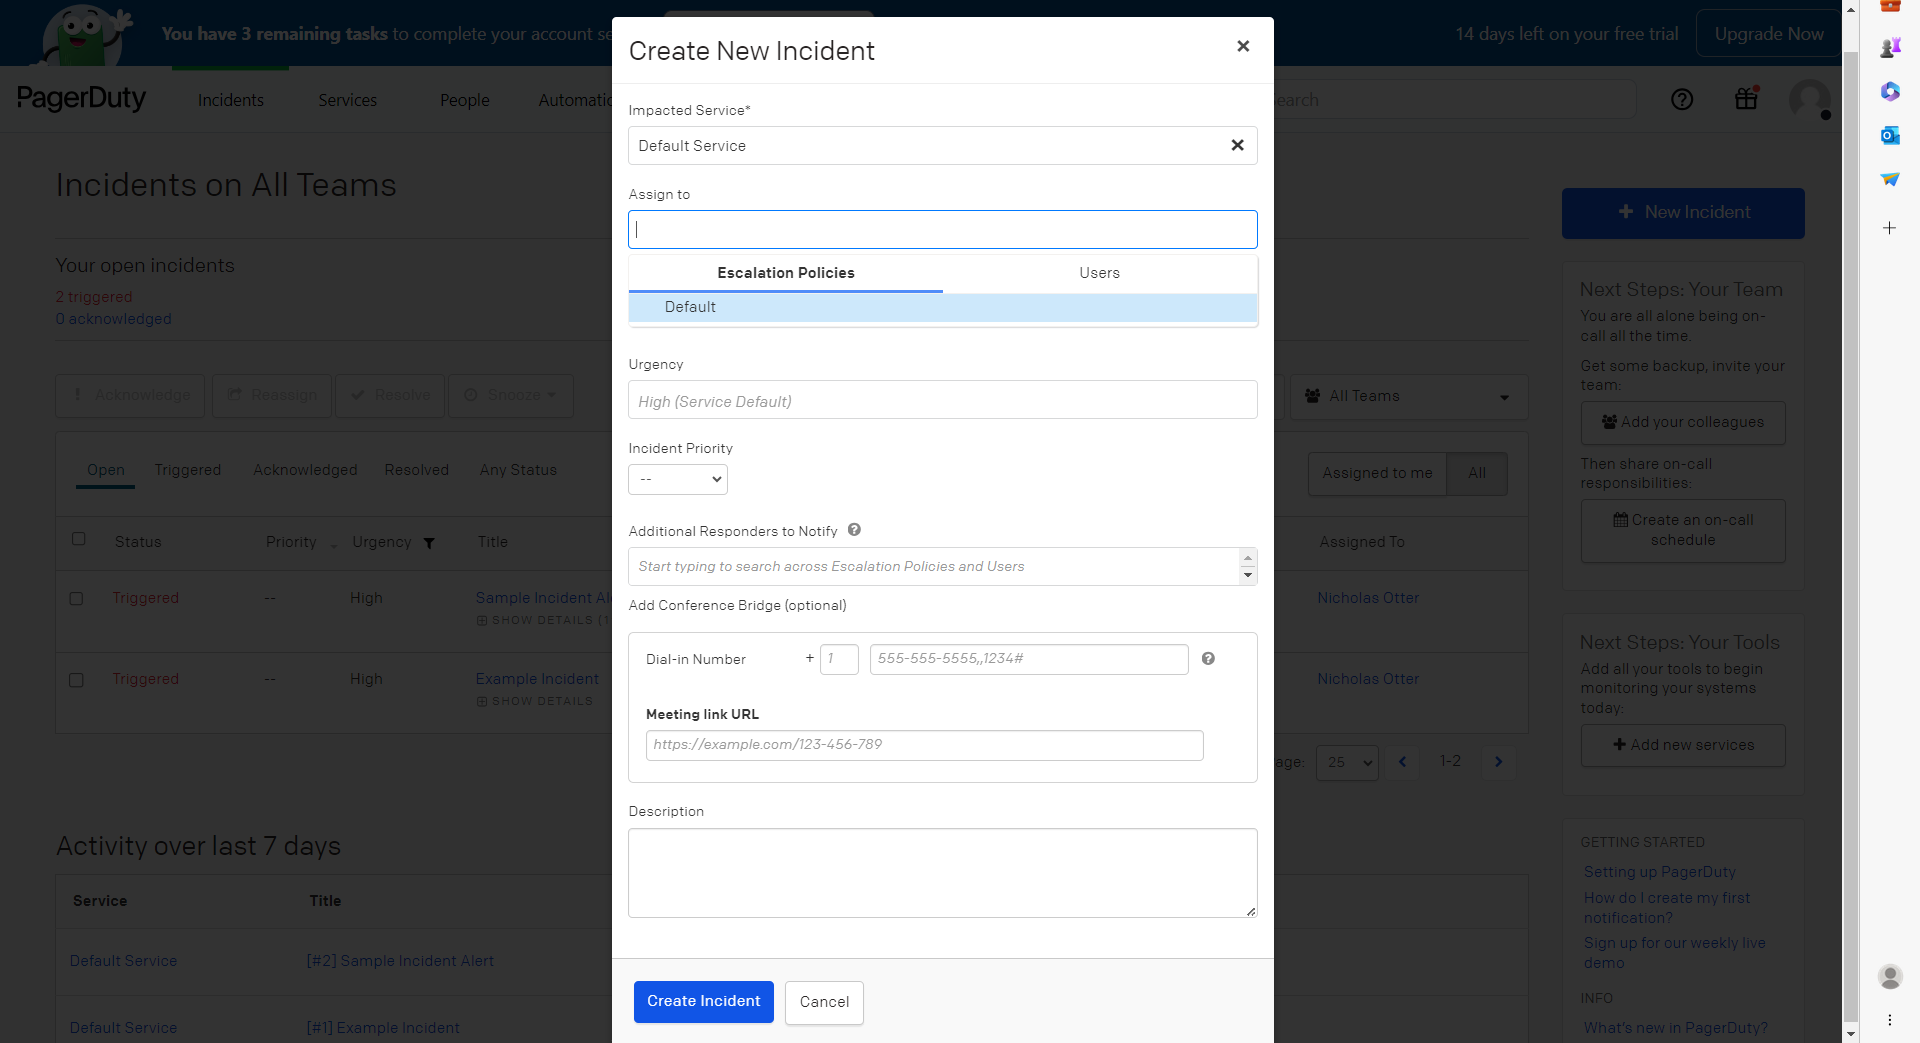 You have 3 remaining tasks to complete your account se
14 days left on your free trial
Upgrade Now
PagerDuty
Incidents
Services
People
Automatic
earch
Incidents on All Teams
New Incident
Your open incidents
2 triggered
0 acknowledged
Acknowledge
Reassign
Resolve
Snooze
All Teams
Open
Triggered
Acknowledged
Resolved
Any Status
Assigned to me
All
Status
Priority
Urgency
Title
Assigned To
Triggered
--
High
Sample Incident Al
SHOW DETAILS (1
Nicholas Otter
Triggered
--
High
Example Incident
SHOW DETAILS
Nicholas Otter
age:
25
1-2
Activity over last 7 days
Service
Title
Default Service
[#2] Sample Incident Alert
Default Service
[#1] Example Incident
Create New Incident
Impacted Service*
Default Service
Assign to
Escalation Policies
Users
Default
Urgency
High (Service Default)
Incident Priority
--
Additional Responders to Notify
Start typing to search across Escalation Policies and Users
Add Conference Bridge (optional)
Dial-in Number
+
1
555-555-5555,,1234#
Meeting link URL
https://example.com/123-456-789
Description
Create Incident
Cancel
Next Steps: Your Team
You are all alone being on-
call all the time.
Get some backup, invite your
team:
Add your colleagues
Then share on-call
responsibilities:
Create an on-call
schedule
Next Steps: Your Tools
Add all your tools to begin
monitoring your systems
today:
Add new services
GETTING STARTED
Setting up PagerDuty
How do I create my first
notification?
Sign up for our weekly live
demo
INFO
What's new in PagerDuty?